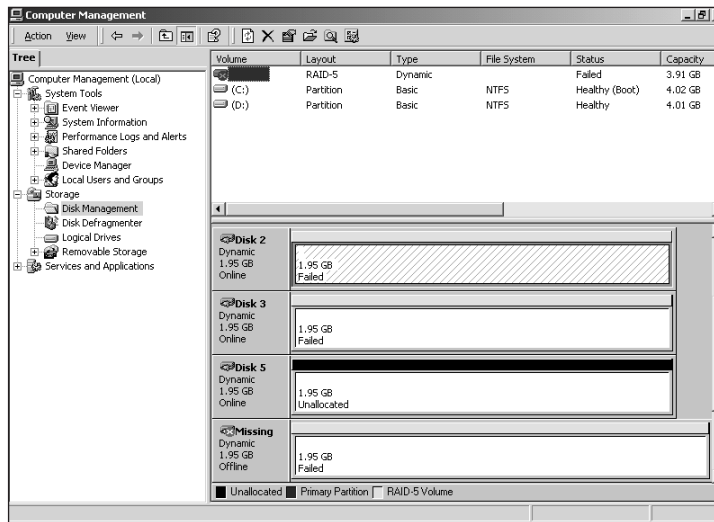 Computer Management
Action View
Tree
Computer Management (Local)
System Tools
Event Viewer
System Information
Performance Logs and Alerts
Shared Folders
Device Manager
Local Users and Groups
Storage
Disk Management
Disk Defragmenter
Logical Drives
Removable Storage
Services and Applications
Volume Layout Type File System Status Capacity
RAID-5 Dynamic Failed 3.91 GB
(C:) Partition Basic NTFS Healthy (Boot) 4.02 GB
(D:) Partition Basic NTFS Healthy 4.01 GB
Disk 2
Dynamic
1.95 GB
Online
1.95 GB
Failed
Disk 3
Dynamic
1.95 GB
Online
1.95 GB
Failed
Disk 5
Dynamic
1.95 GB
Online
1.95 GB
Unallocated
Missing
Dynamic
1.95 GB
Offline
1.95 GB
Failed
Unallocated Primary Partition RAID-5 Volume